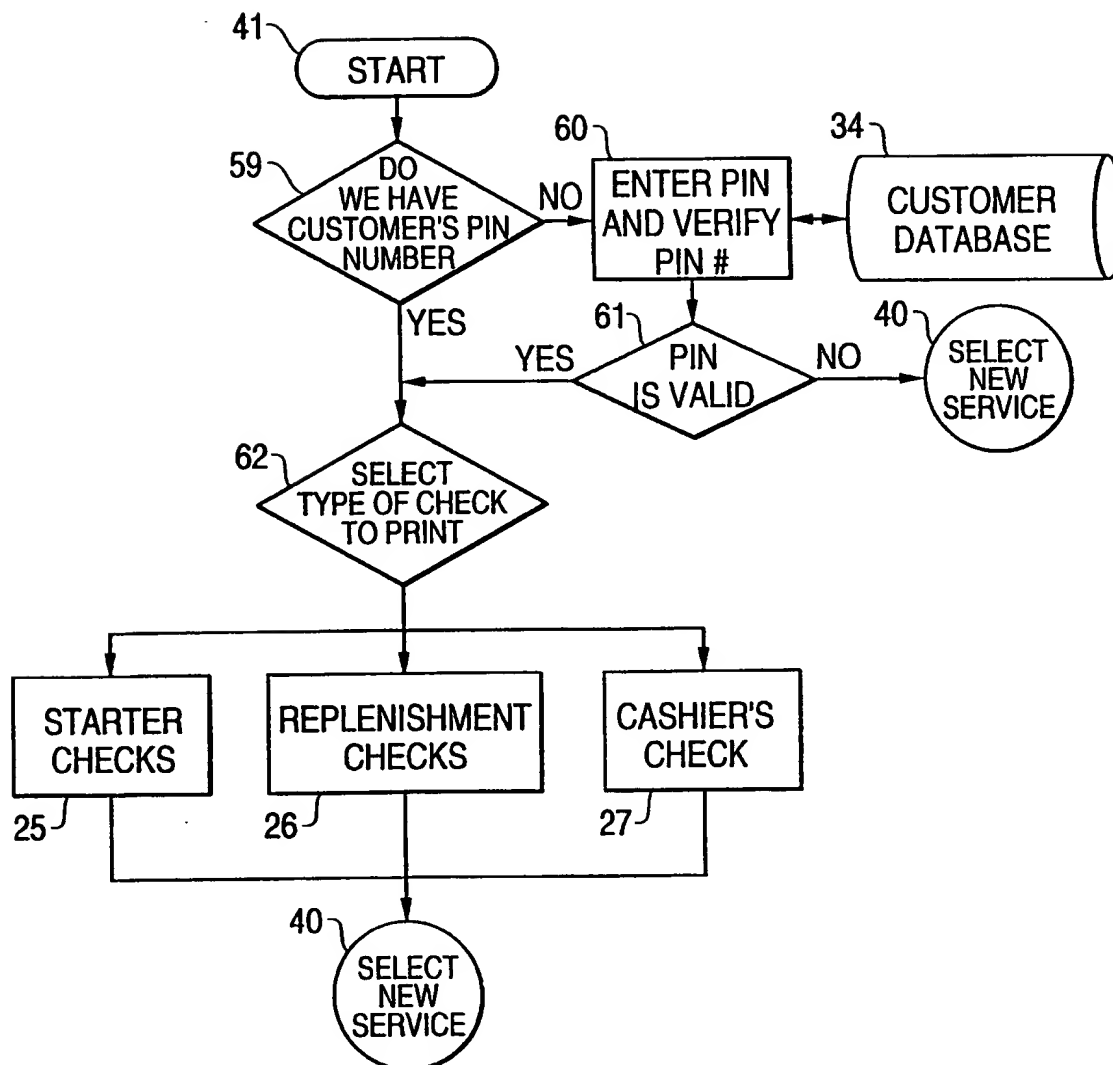 41
START
59
DO
WE HAVE
CUSTOMER'S PIN
NUMBER
NO
60
ENTER PIN
AND VERIFY
PIN #
34
CUSTOMER
DATABASE
YES
61
YES
PIN
IS VALID
NO
40
SELECT
NEW
SERVICE
62
SELECT
TYPE OF CHECK
TO PRINT
STARTER
CHECKS
25
REPLENISHMENT
CHECKS
26
CASHIER'S
CHECK
27
40
SELECT
NEW
SERVICE